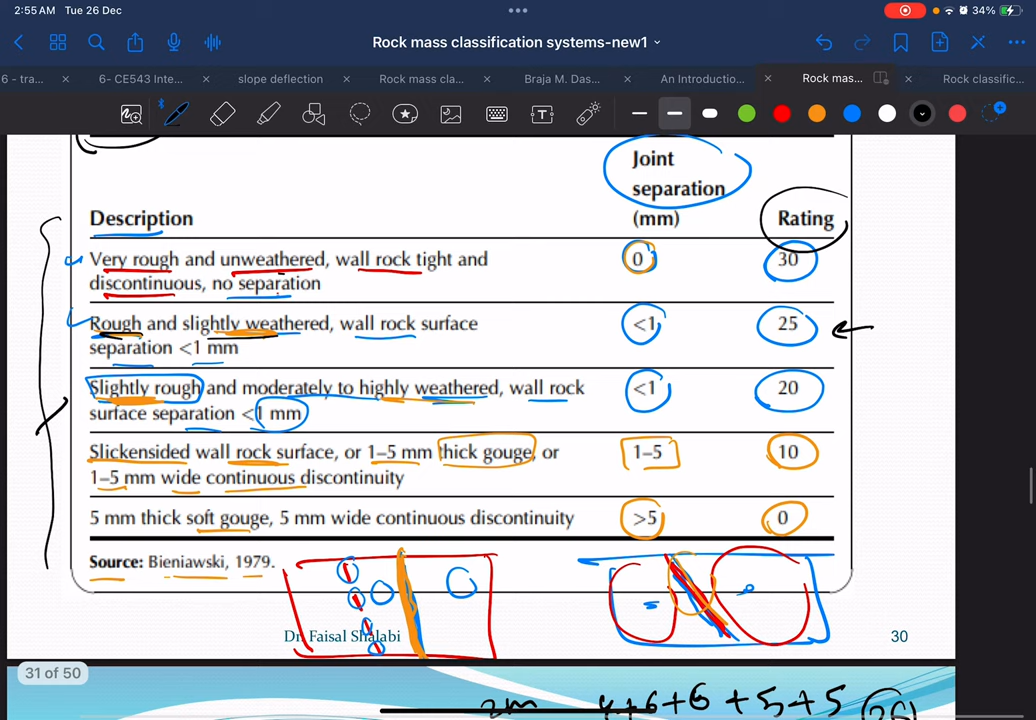 2:55 AM Tue 26 Dec
34%
Rock mass classification systems-new1
6 - tra...
6- CE543 Inte...
slope deflection
Rock mass cla...
Braja M. Das...
An Introductio...
Rock mas...
Rock classific...
T
Joint
separation
Description (mm) Rating
Very rough and unweathered, wall rock tight and 0 30
discontinuous, no separation
Rough and slightly weathered, wall rock surface <1 25
separation <1 mm
Slightly rough and moderately to highly weathered, wall rock <1 20
surface separation <1 mm
Slickensided wall rock surface, or 1–5 mm thick gouge, or 1–5 10
1–5 mm wide continuous discontinuity
5 mm thick soft gouge, 5 mm wide continuous discontinuity >5 0
Source: Bieniawski, 1979.
Dr. Faisal Shalabi 30
31 of 50
2m 4+6+6+5+5 26